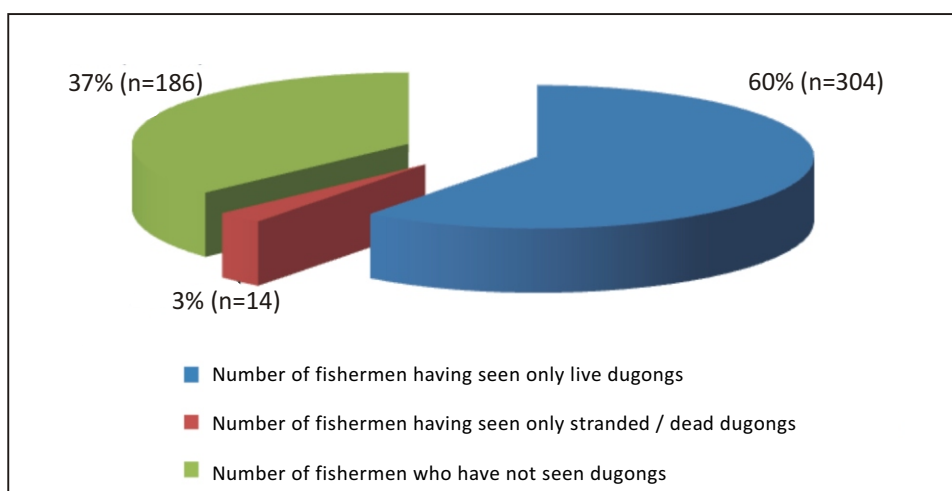 37% (n=186)
60% (n=304)
3% (n=14)
Number of fishermen having seen only live dugongs
Number of fishermen having seen only stranded / dead dugongs
Number of fishermen who have not seen dugongs